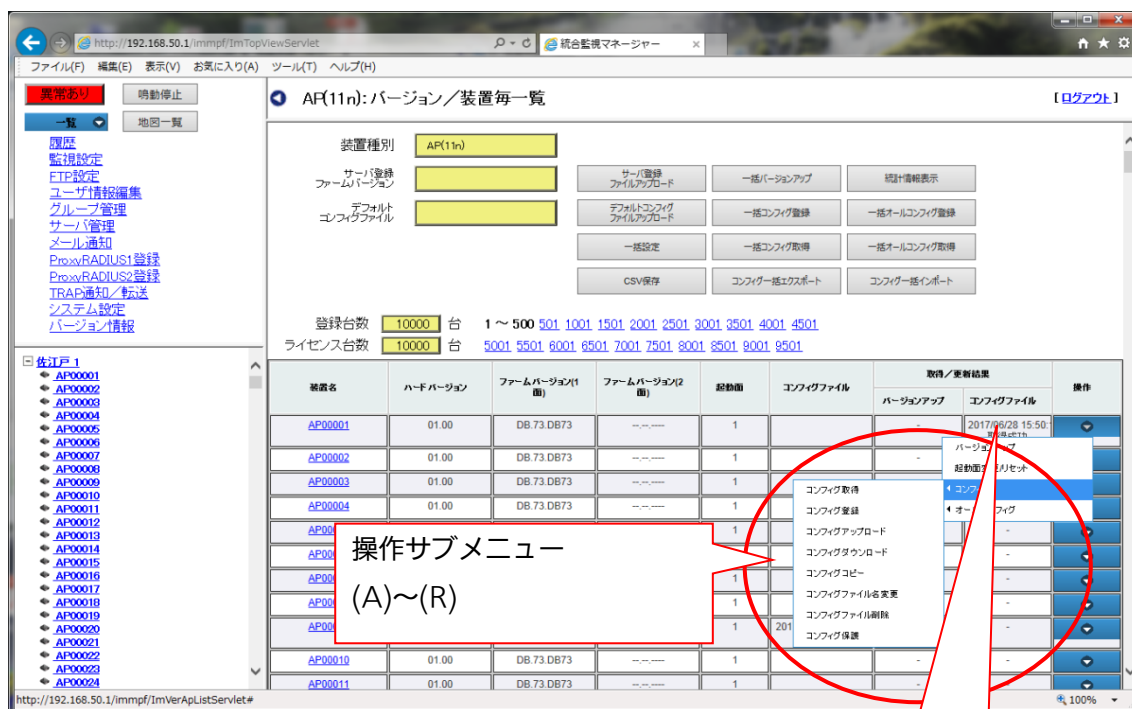 http://192.168.50.1/immpf/ImTopViewServlet
統合監視マネージャー
ファイル(F) 編集(E) 表示(V) お気に入り(A) ツール(T) ヘルプ(H)
異常あり 鳴動停止
一覧 地図一覧
履歴
監視設定
FTP設定
ユーザ情報編集
グループ管理
サーバ管理
メール通知
ProxyRADIUS1登録
ProxyRADIUS2登録
TRAP通知/転送
システム設定
バージョン情報
佐江戸1
AP00001
AP00002
AP00003
AP00004
AP00005
AP00006
AP00007
AP00008
AP00009
AP00010
AP00011
AP00012
AP00013
AP00014
AP00015
AP00016
AP00017
AP00018
AP00019
AP00020
AP00021
AP00022
AP00023
AP00024
AP(11n):バージョン/装置毎一覧
[ログアウト]
装置種別 AP(11n)
サーバ登録
ファームバージョン
デフォルト
コンフィグファイル
サーバ登録
ファイルアップロード
一括バージョンアップ
統計情報表示
デフォルトコンフィグ
ファイルアップロード
一括コンフィグ登録
一括オールコンフィグ登録
一括設定
一括コンフィグ取得
一括オールコンフィグ取得
CSV保存
コンフィグ一括エクスポート
コンフィグ一括インポート
登録台数 10000 台 1 ~ 500 501 1001 1501 2001 2501 3001 3501 4001 4501
ライセンス台数 10000 台 5001 5501 6001 6501 7001 7501 8001 8501 9001 9501
装置名 ハードバージョン ファームバージョン(1面) ファームバージョン(2面) 起動面 コンフィグファイル 取得/更新結果 操作
バージョンアップ コンフィグファイル
AP00001 01.00 DB.73.DB73 --.--.---- 1 - 2017/06/28 15:50:
AP00002 01.00 DB.73.DB73 --.--.---- 1 -
AP00003 01.00 DB.73.DB73 --.--.---- 1
AP00004 01.00 DB.73.DB73 --.--.---- 1
1 -
-
1 -
1 -
1 201 -
AP00010 01.00 DB.73.DB73 --.--.---- 1 - -
AP00011 01.00 DB.73.DB73 --.--.---- 1 -
コンフィグ取得
コンフィグ登録
コンフィグアップロード
コンフィグダウンロード
コンフィグコピー
コンフィグファイル名変更
コンフィグファイル削除
コンフィグ保護
操作サブメニュー
(A)~(R)
http://192.168.50.1/immpf/ImVerApListServlet#
100%